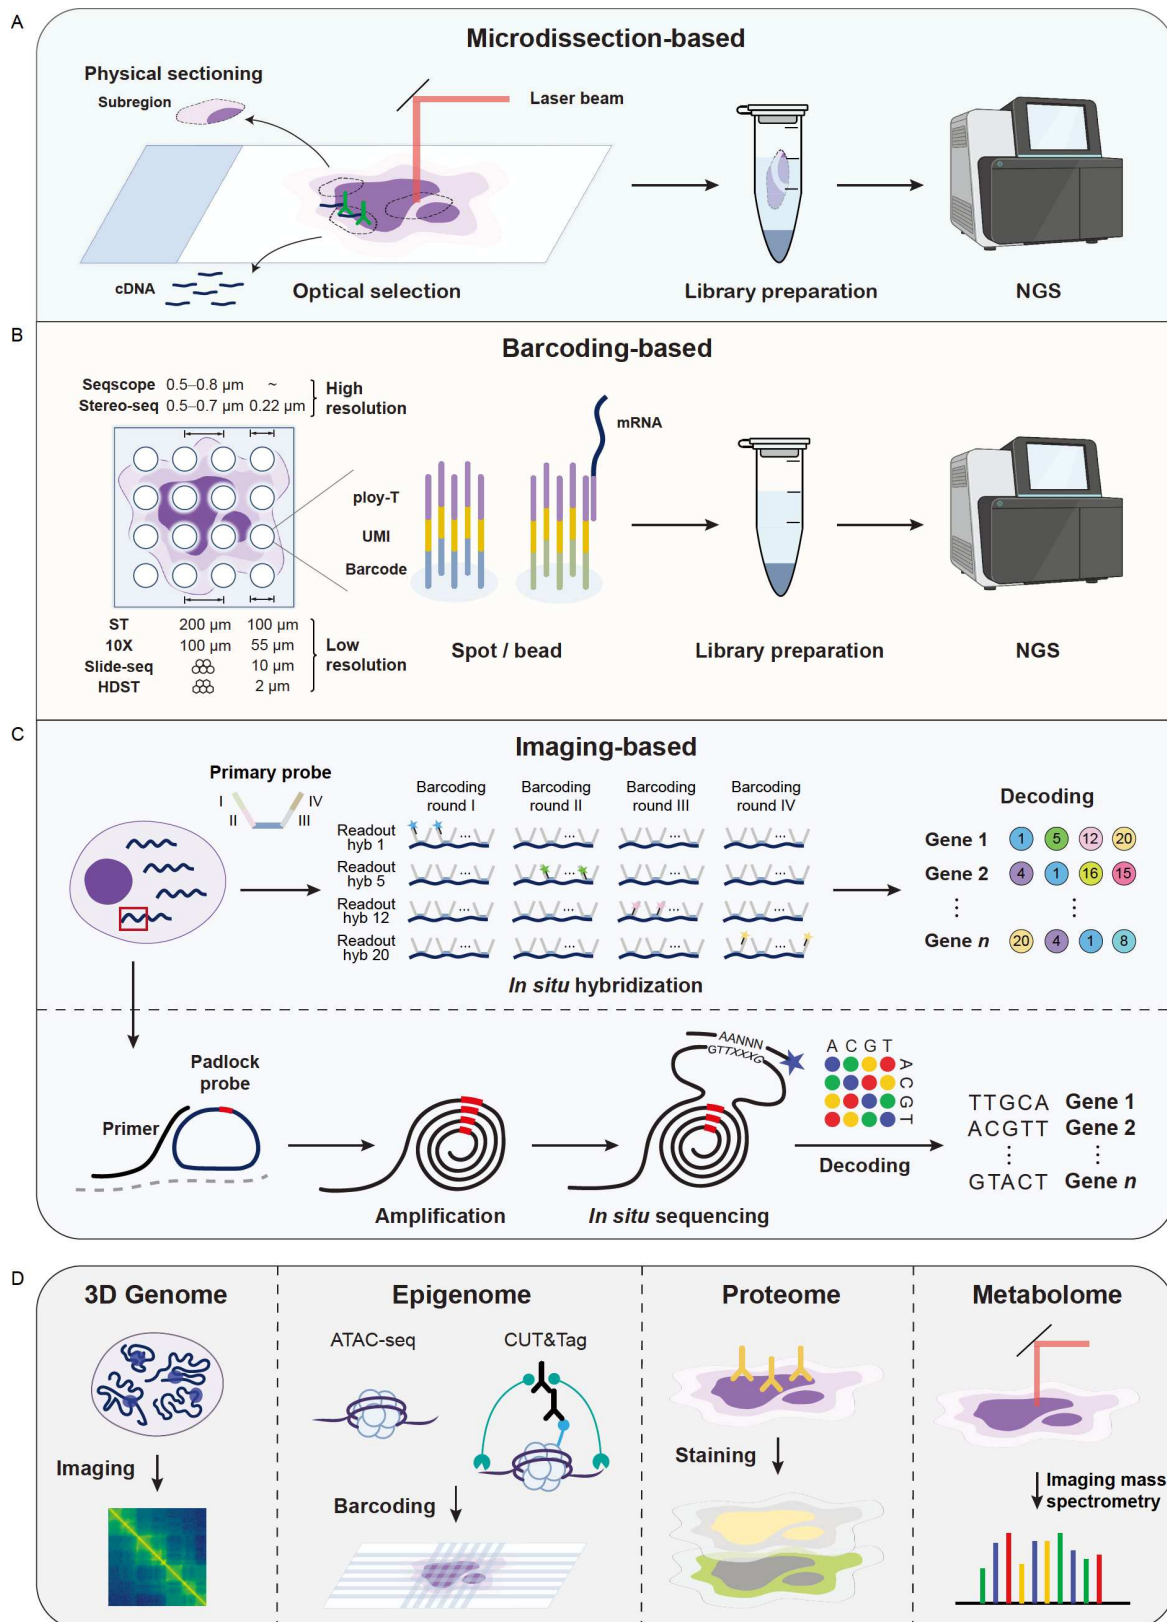 A
Microdissection-based
Physical sectioning
Subregion
Laser beam
cDNA
Optical selection
Library preparation
NGS
B
Barcoding-based
Seqscope 0.5–0.8 µm ~
Stereo-seq 0.5–0.7 µm 0.22 µm
High
resolution
mRNA
ploy-T
UMI
Barcode
ST 200 µm 100 µm
10X 100 µm 55 µm
Slide-seq 10 µm
HDST 2 µm
Low
resolution
Spot / bead
Library preparation
NGS
C
Imaging-based
Primary probe
I IV
II III
Barcoding
round I
Barcoding
round II
Barcoding
round III
Barcoding
round IV
Readout
hyb 1
... ... ... ...
Readout
hyb 5
... ... ... ...
Readout
hyb 12
... ... ... ...
Readout
hyb 20
... ... ... ...
In situ hybridization
Decoding
Gene 1 1 5 12 20
Gene 2 4 1 16 15
⋮ ⋮
Gene n 20 4 1 8
Padlock
probe
Primer
Amplification
AANNN
GTTXXXG
In situ sequencing
A C G T
A
C
G
T
Decoding
TTGCA Gene 1
ACGTT Gene 2
⋮ ⋮
GTACT Gene n
D
3D Genome
Imaging
Epigenome
ATAC-seq CUT&Tag
Barcoding
Proteome
Staining
Metabolome
Imaging mass
spectrometry